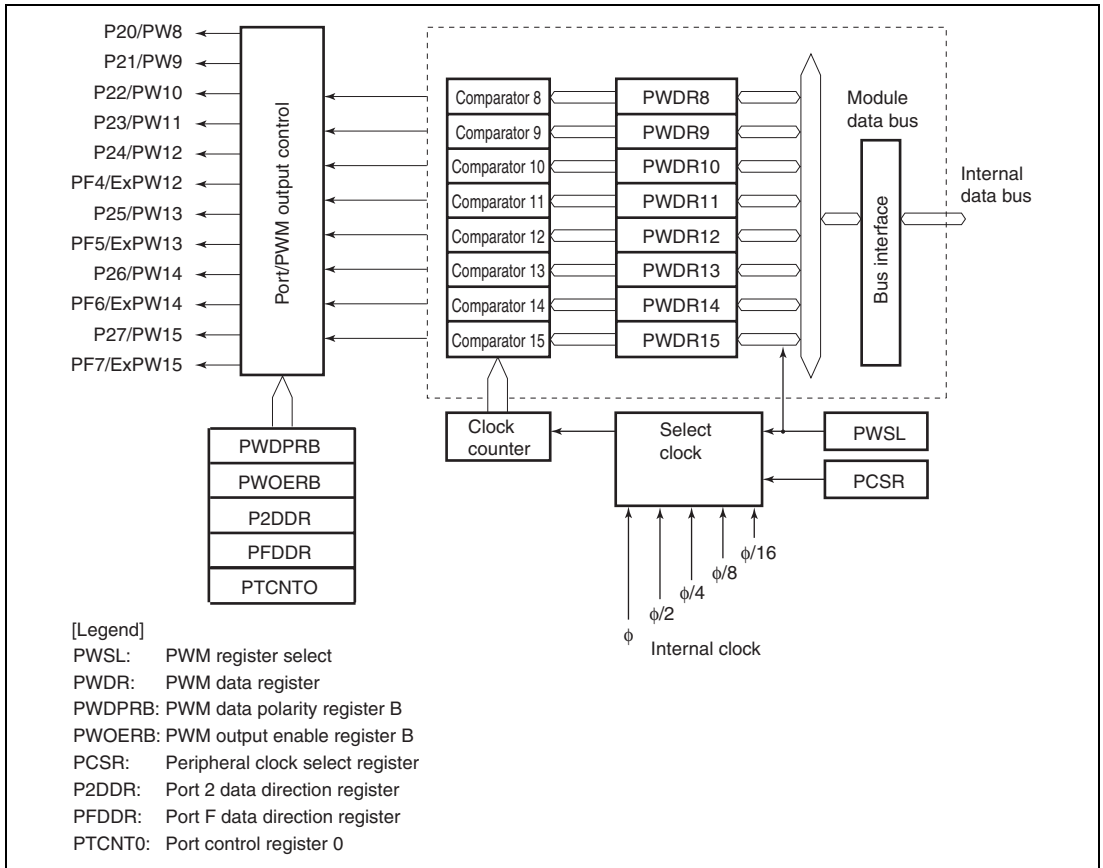 P20/PW8
P21/PW9
P22/PW10
P23/PW11
P24/PW12
PF4/ExPW12
P25/PW13
PF5/ExPW13
P26/PW14
PF6/ExPW14
P27/PW15
PF7/ExPW15
Port/PWM output control
Comparator 8
Comparator 9
Comparator 10
Comparator 11
Comparator 12
Comparator 13
Comparator 14
Comparator 15
PWDR8
PWDR9
PWDR10
PWDR11
PWDR12
PWDR13
PWDR14
PWDR15
Module
data bus
Bus interface
Internal
data bus
PWDPRB
PWOERB
P2DDR
PFDDR
PTCNTO
Clock
counter
Select
clock
PWSL
PCSR
ϕ/16
ϕ/8
ϕ/4
ϕ/2
ϕ
Internal clock
[Legend]
PWSL: PWM register select
PWDR: PWM data register
PWDPRB: PWM data polarity register B
PWOERB: PWM output enable register B
PCSR: Peripheral clock select register
P2DDR: Port 2 data direction register
PFDDR: Port F data direction register
PTCNT0: Port control register 0